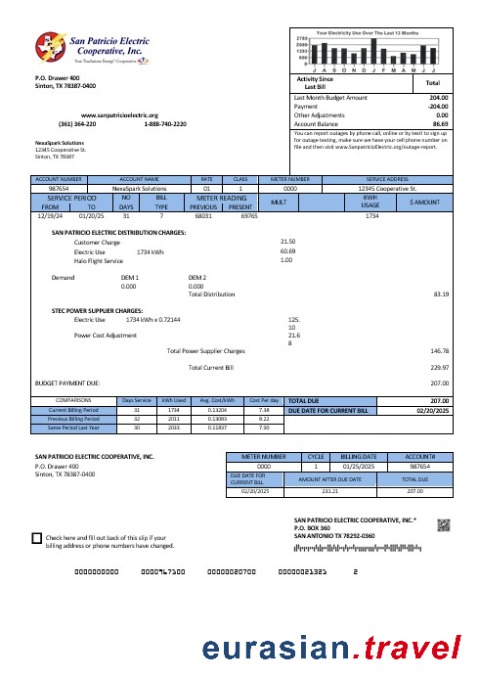 San Patricio Electric
Cooperative, Inc.
Your Touchstone Energy® Cooperative
P.O. Drawer 400
Sinton, TX 78387-0400
www.sanpatricioelectric.org
(361) 364-220 1-888-740-2220
NexaSpark Solutions
12345 Cooperative St.
Sinton, TX 78387
Your Electricity Use Over The Last 13 Months
J A S O N D J F M A M J J
Activity Since
Last Bill
Total
Last Month Budget Amount 204.00
Payment -204.00
Other Adjustments 0.00
Account Balance 86.69
You can report outages by phone call, online or by text! To sign up
for outage texting, make sure we have your cell phone number on
file and then visit www.SanPatricioElectric.org/outage-report.
ACCOUNT NUMBER ACCOUNT NAME RATE CLASS METER NUMBER SERVICE ADDRESS
987654 NexaSpark Solutions 01 1 0000 12345 Cooperative St.
SERVICE PERIOD NO BILL METER READING MULT KWH $ AMOUNT
FROM TO DAYS TYPE PREVIOUS PRESENT USAGE
12/19/24 01/20/25 31 7 68031 69765 1734
SAN PATRICIO ELECTRIC DISTRIBUTION CHARGES:
Customer Charge 21.50
Electric Use 1734 kWh 60.69
Halo Flight Service 1.00
Demand DEM 1 DEM 2
0.000 0.000
Total Distribution 83.19
STEC POWER SUPPLIER CHARGES:
Electric Use 1734 kWh x 0.72144 125.
10
Power Cost Adjustment 21.6
8
Total Power Supplier Charges 146.78
Total Current Bill 229.97
BUDGET PAYMENT DUE: 207.00
COMPARISONS Days Service kWh Used Avg. Cost/kWh Cost Per day
Current Billing Period 31 1734 0.13204 7.38
Previous Billing Period 32 2011 0.13093 8.22
Same Period Last Year 30 2033 0.11837 7.90
TOTAL DUE 207.00
DUE DATE FOR CURRENT BILL 02/20/2025
SAN PATRICIO ELECTRIC COOPERATIVE, INC.
P.O. Drawer 400
Sinton, TX 78387-0400
METER NUMBER CYCLE BILLING DATE ACCOUNT#
0000 1 01/25/2025 987654
DUE DATE FOR
CURRENT BILL
AMOUNT AFTER DUE DATE TOTAL DUE
02/20/2025 231.21 207.00
SAN PATRICIO ELECTRIC COOPERATIVE, INC.*
P.O. BOX 360
SAN ANTONIO TX 78292-0360
Check here and fill out back of this slip if your
billing address or phone numbers have changed.
0000000000 0000967100 00000020700 00000021321 2
eurasian.travel